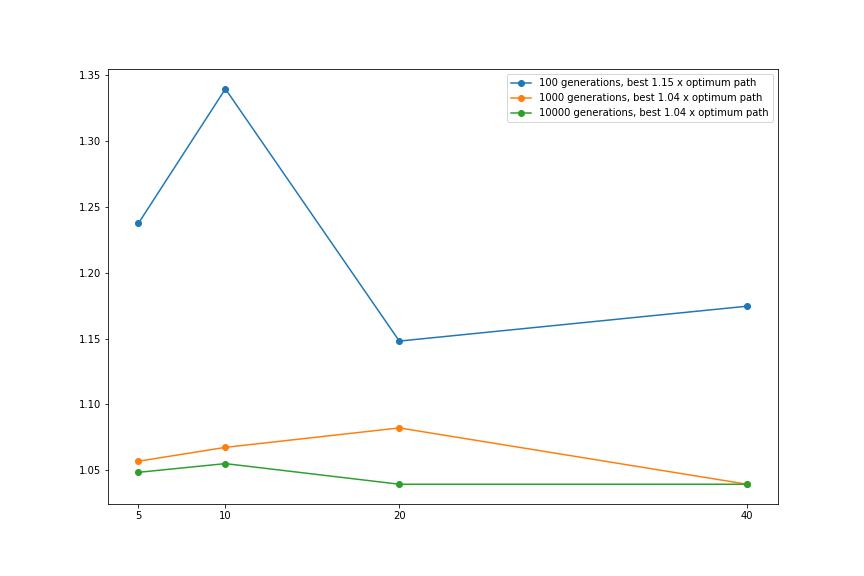 1.35
1.30
1.25
1.20
1.15
1.10
1.05
5 10 20 40
100 generations, best 1.15 x optimum path
1000 generations, best 1.04 x optimum path
10000 generations, best 1.04 x optimum path